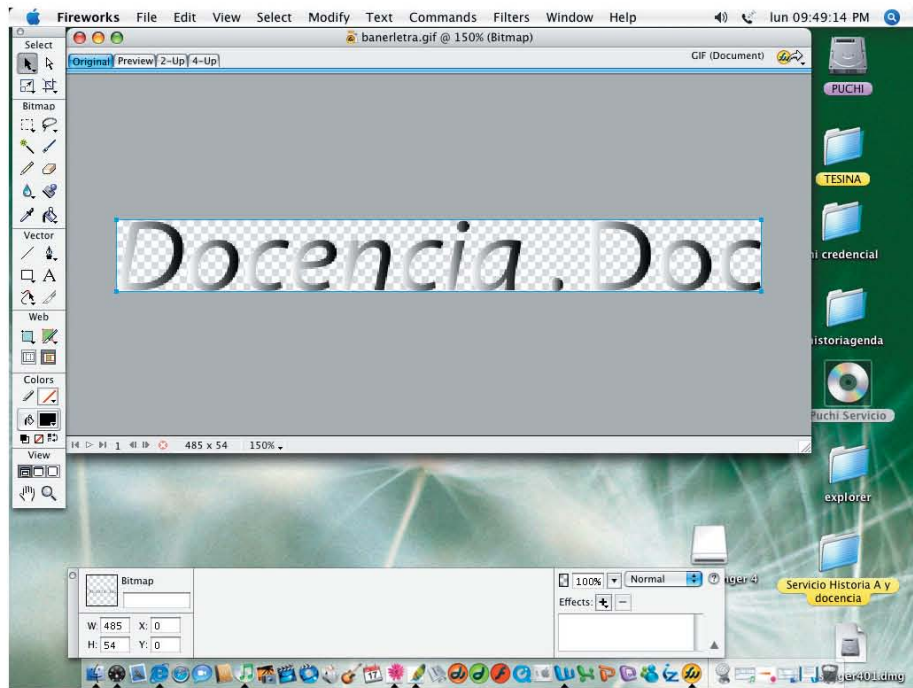 Fireworks File Edit View Select Modify Text Commands Filters Window Help lun 09:49:14 PM
Select
banerletra.gif @ 150% (Bitmap)
Original Preview 2-Up 4-Up
GIF (Document)
PUCHI
Bitmap
TESINA
Docencia . Doc
Vector
credencial
Web
istoriagenda
Colors
Puchi Servicio
1 485 x 54 150%
View
explorer
Bitmap
100% Normal
4
Servicio Historia A y
docencia
Effects:
W: 485 X: 0
H: 54 Y: 0
17